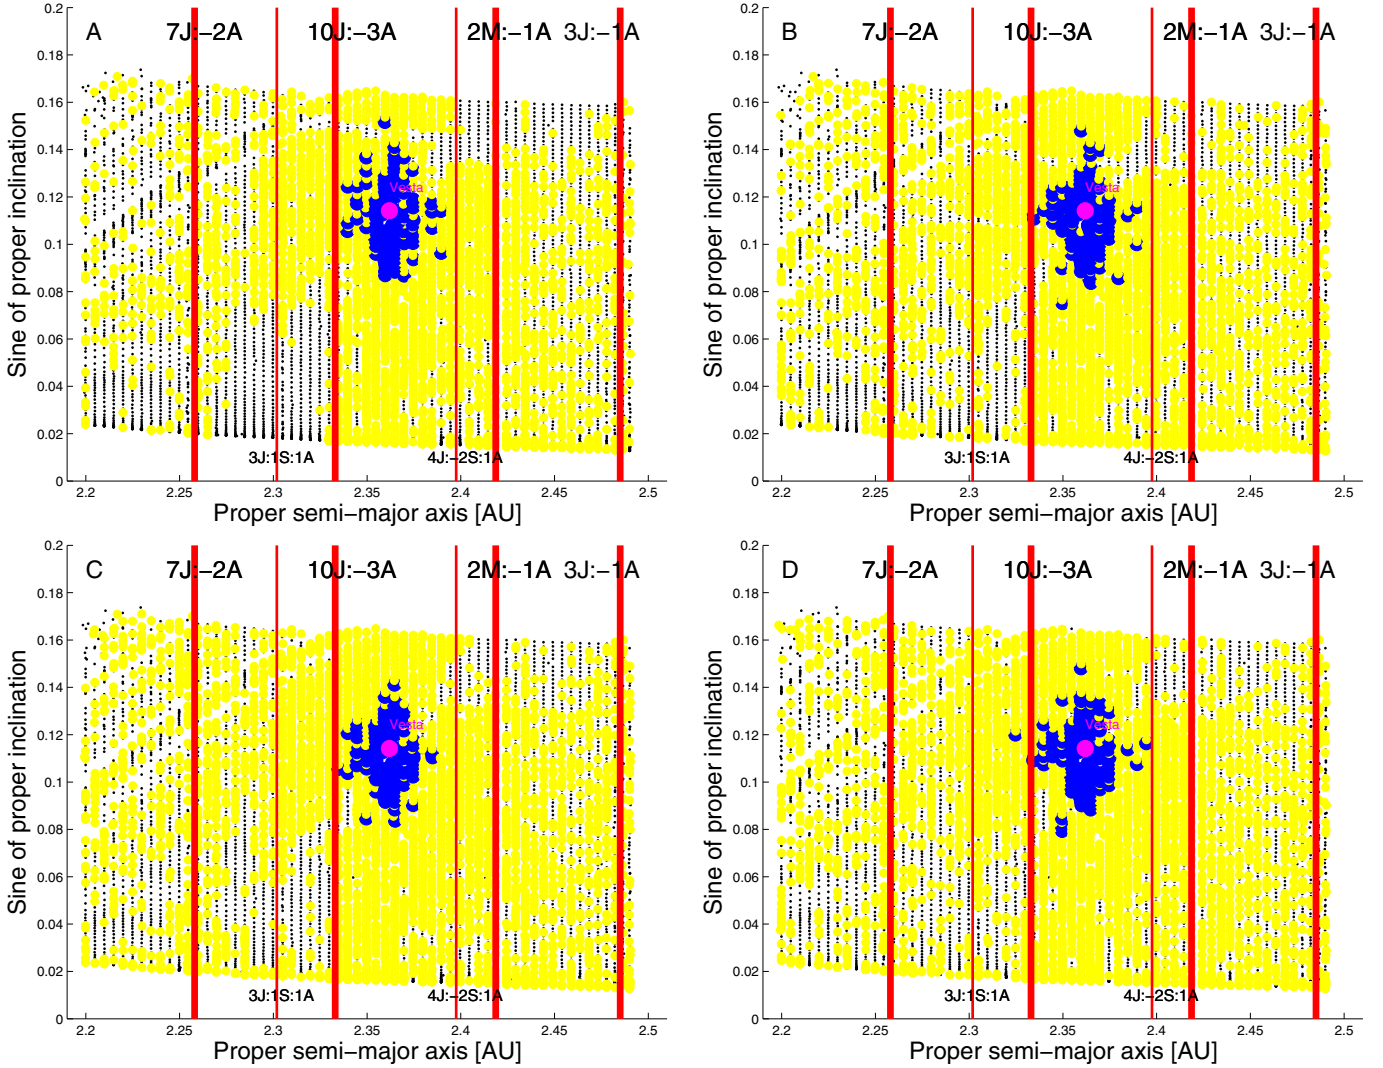 A 7J:−2A 10J:−3A 2M:−1A 3J:−1A
0.2
0.18
0.16
0.14
0.12
0.1
0.08
0.06
0.04
0.02
0
Sine of proper inclination
Vesta
3J:1S:1A 4J:−2S:1A
2.2 2.25 2.3 2.35 2.4 2.45 2.5
Proper semi−major axis [AU]
B 7J:−2A 10J:−3A 2M:−1A 3J:−1A
0.2
0.18
0.16
0.14
0.12
0.1
0.08
0.06
0.04
0.02
0
Sine of proper inclination
Vesta
3J:1S:1A 4J:−2S:1A
2.2 2.25 2.3 2.35 2.4 2.45 2.5
Proper semi−major axis [AU]
C 7J:−2A 10J:−3A 2M:−1A 3J:−1A
0.2
0.18
0.16
0.14
0.12
0.1
0.08
0.06
0.04
0.02
0
Sine of proper inclination
Vesta
3J:1S:1A 4J:−2S:1A
2.2 2.25 2.3 2.35 2.4 2.45 2.5
Proper semi−major axis [AU]
D 7J:−2A 10J:−3A 2M:−1A 3J:−1A
0.2
0.18
0.16
0.14
0.12
0.1
0.08
0.06
0.04
0.02
0
Sine of proper inclination
Vesta
3J:1S:1A 4J:−2S:1A
2.2 2.25 2.3 2.35 2.4 2.45 2.5
Proper semi−major axis [AU]